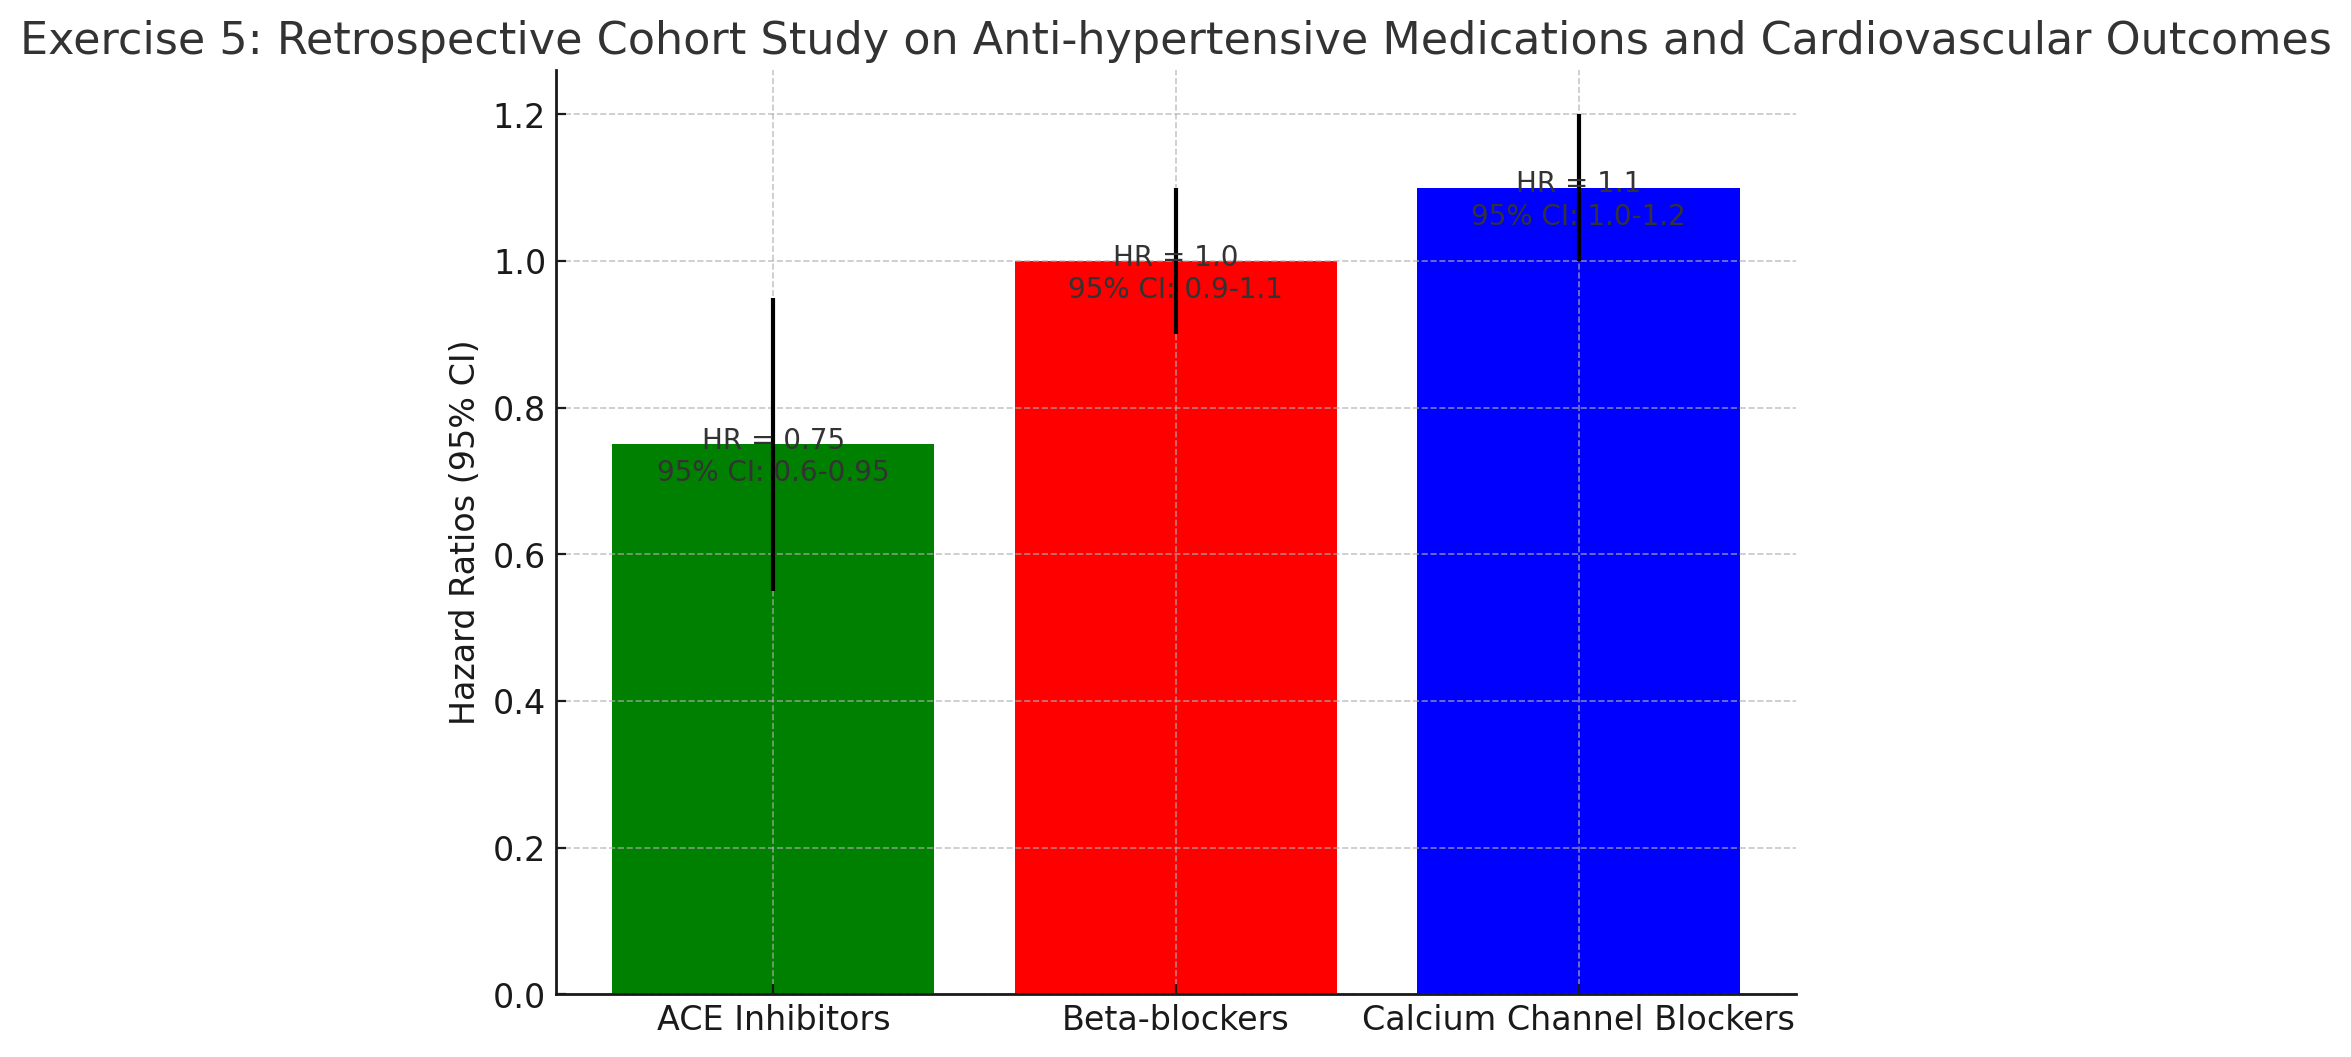 Exercise 5: Retrospective Cohort Study on Anti-hypertensive Medications and Cardiovascular Outcomes
Hazard Ratios (95% CI)
1.2
1.0
0.8
0.6
0.4
0.2
0.0
HR = 0.75
95% CI: 0.6-0.95
HR = 1.0
95% CI: 0.9-1.1
HR = 1.1
95% CI: 1.0-1.2
ACE Inhibitors
Beta-blockers
Calcium Channel Blockers